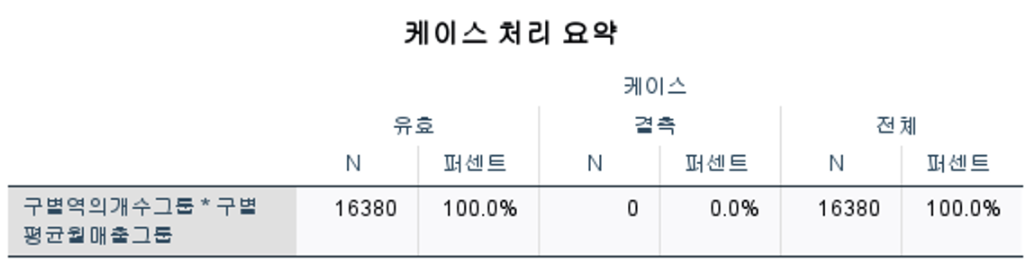 케이스 처리 요약
케이스
유효 결측 전체
N 퍼센트 N 퍼센트 N 퍼센트
구별역의개수그룹 * 구별 16380 100.0% 0 0.0% 16380 100.0%
평균월매출그룹